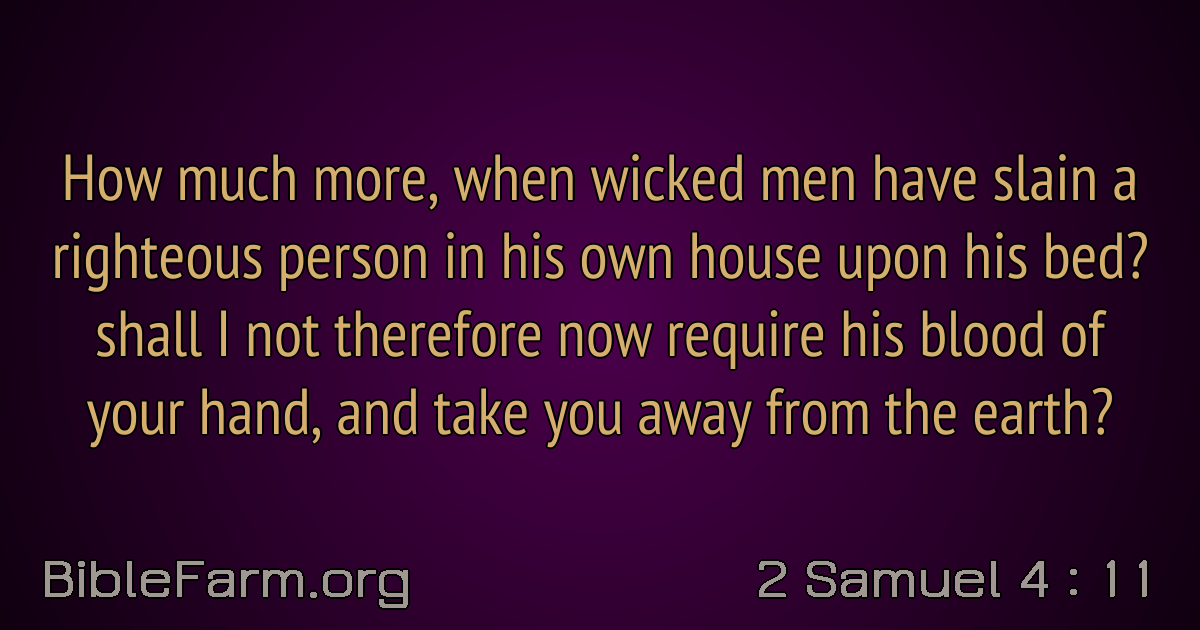 How much more, when wicked men have slain a
righteous person in his own house upon his bed?
shall I not therefore now require his blood of
your hand, and take you away from the earth?
BibleFarm.org
2 Samuel 4 : 11